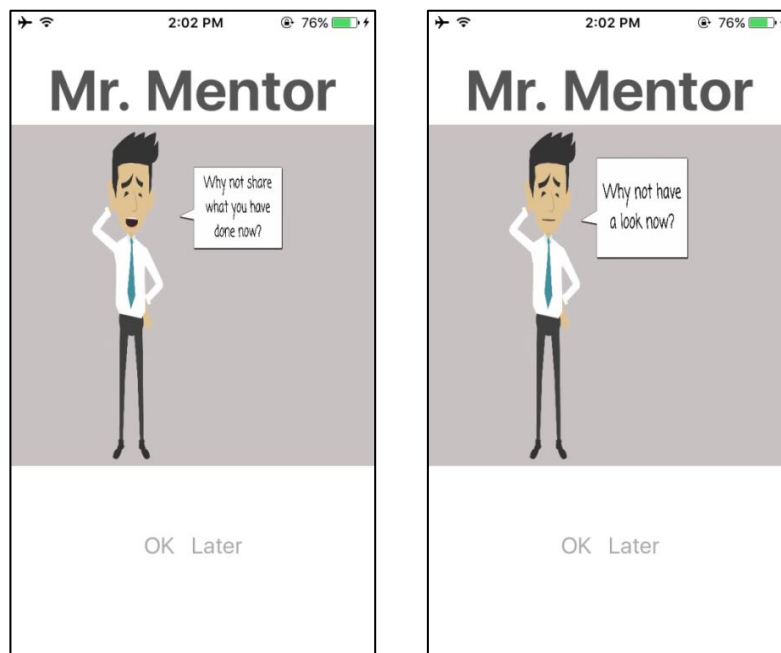 2:02 PM
76%
Mr. Mentor
Why not share
what you have
done now?
OK Later
2:02 PM
76%
Mr. Mentor
Why not have
a look now?
OK Later